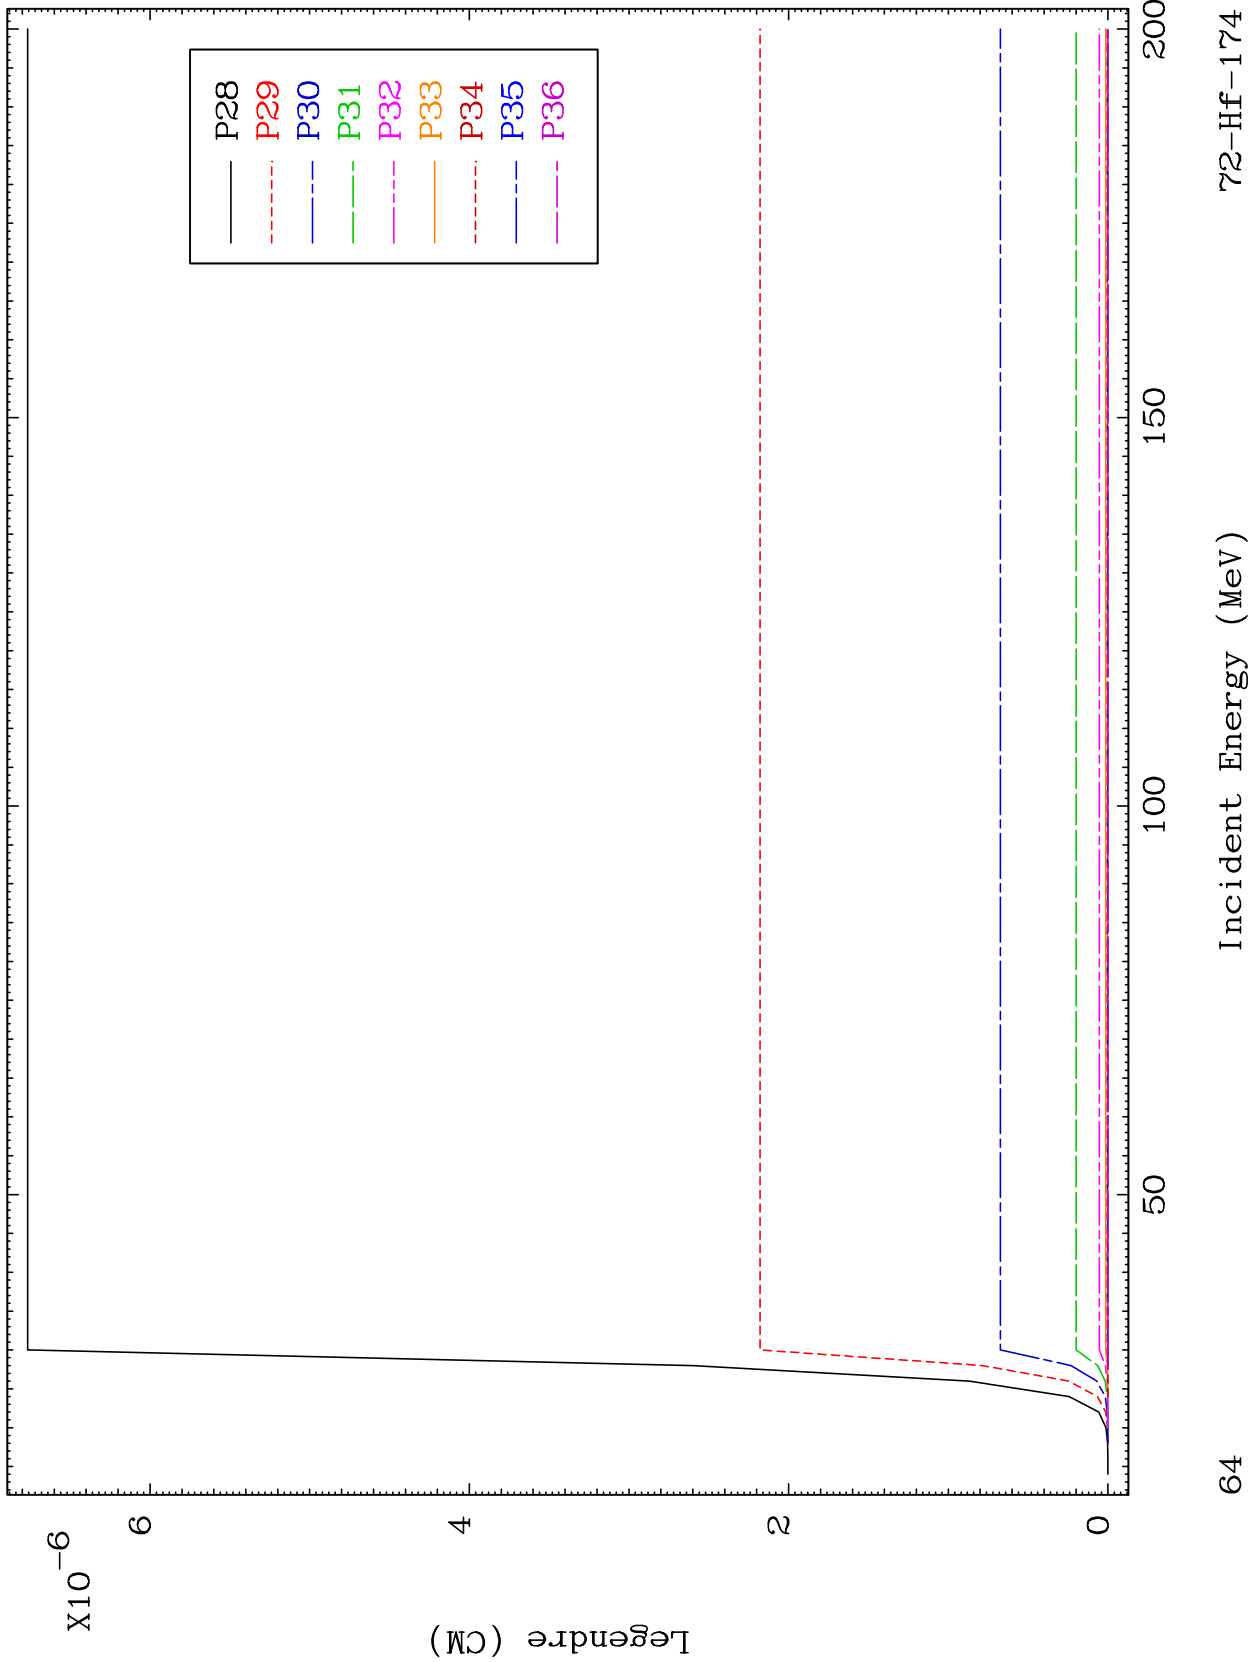 X10-6
Legendre (CM)
6
4
2
0
P28
P29
P30
P31
P32
P33
P34
P35
P36
50
100
150
200
Incident Energy (MeV)
64
72-Hf-174